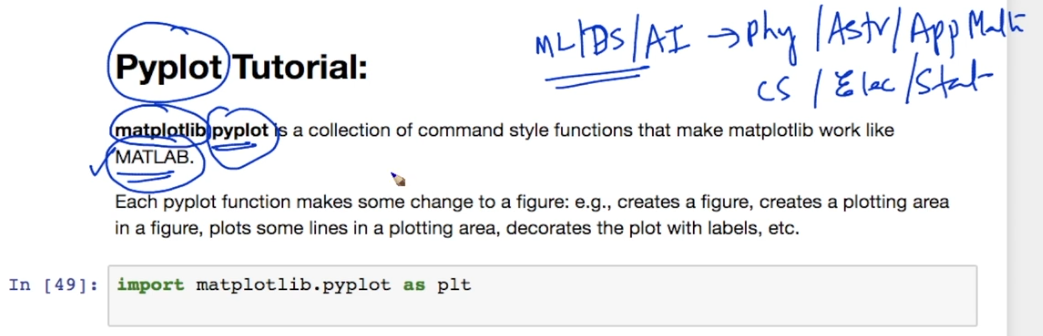 ML/DS/AI → Phy /Astr/App Math
CS / Elec /Stat
Pyplot Tutorial:
matplotlib.pyplot is a collection of command style functions that make matplotlib work like
MATLAB.
Each pyplot function makes some change to a figure: e.g., creates a figure, creates a plotting area
in a figure, plots some lines in a plotting area, decorates the plot with labels, etc.
In [49]: import matplotlib.pyplot as plt